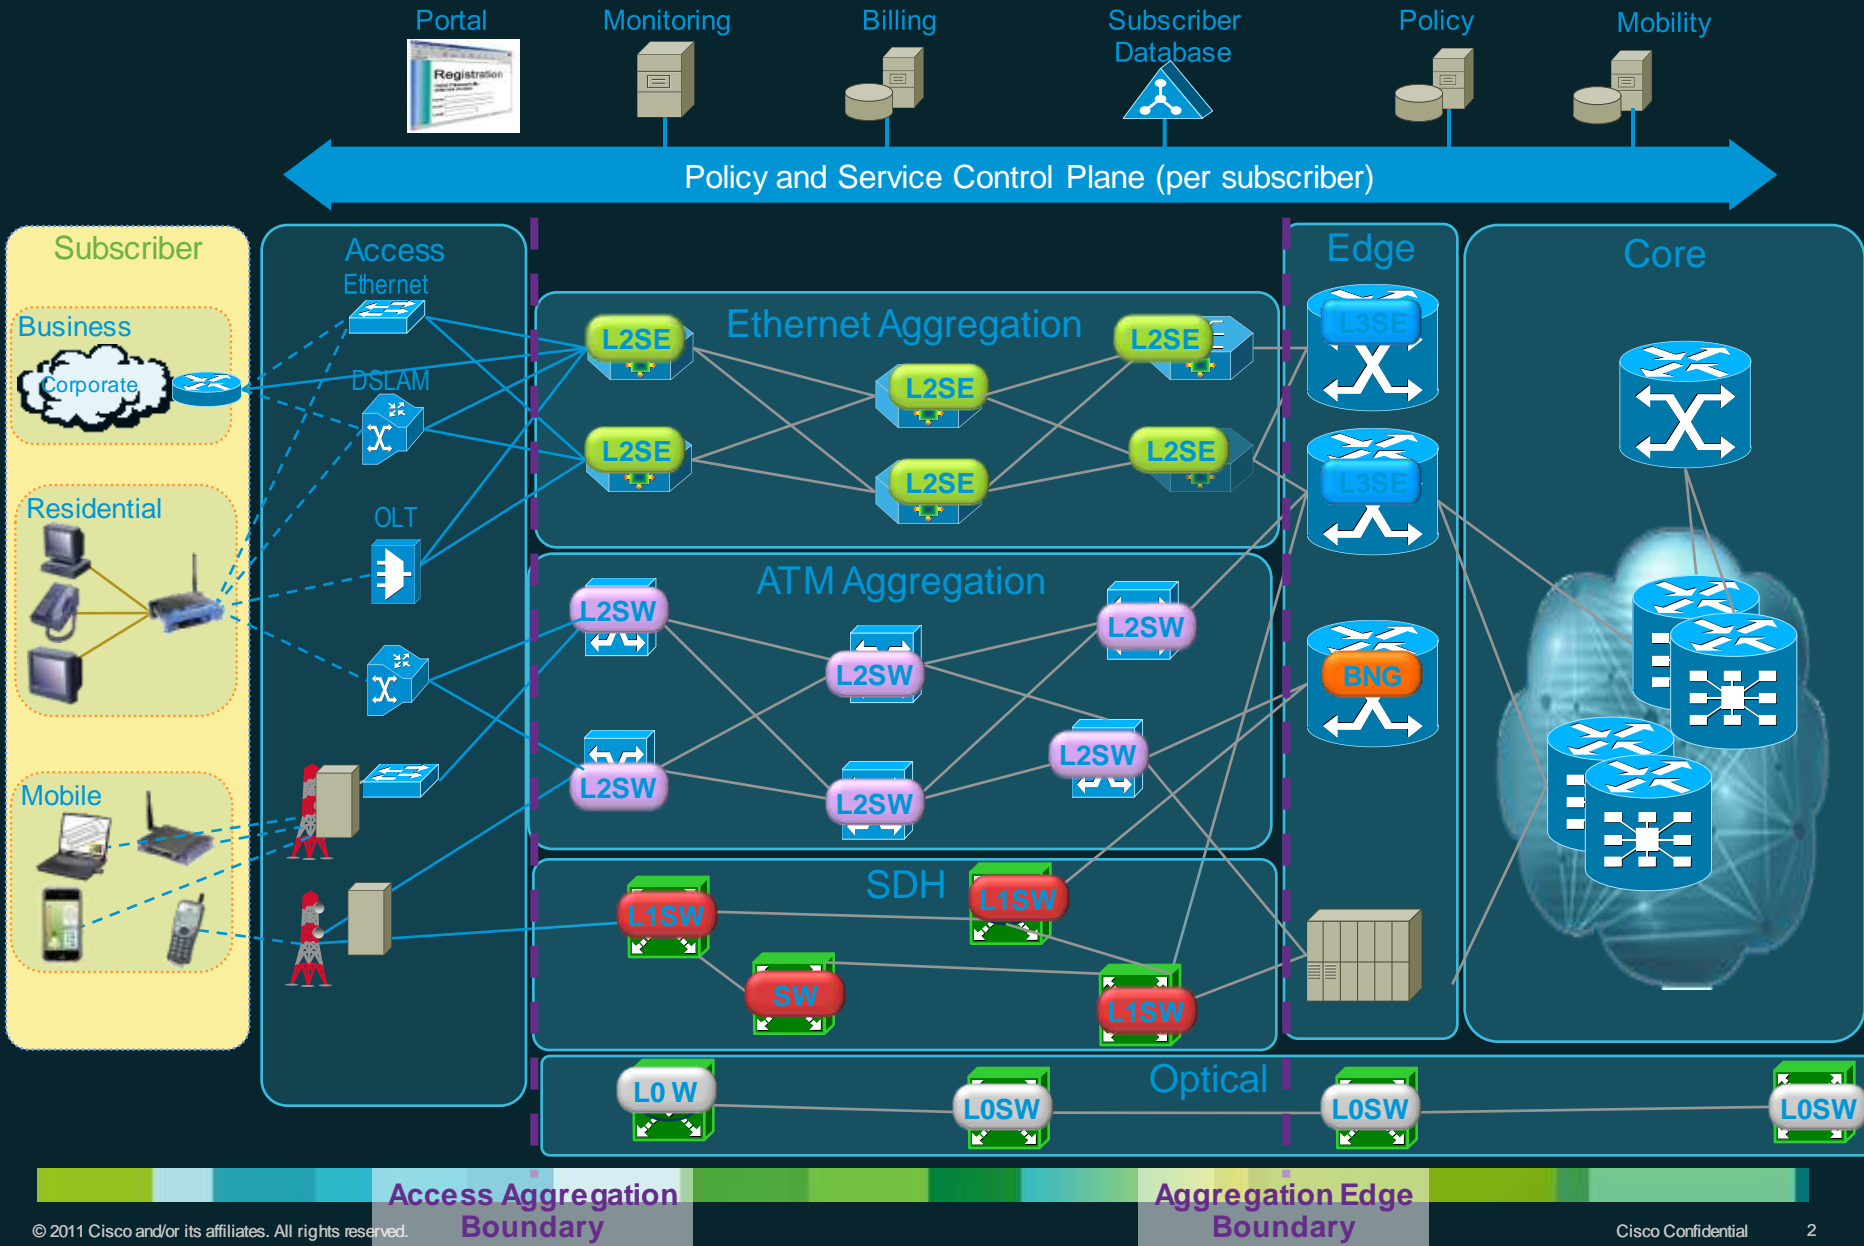 Portal
Monitoring
Billing
Subscriber
Database
Policy
Mobility
Registration
Policy and Service Control Plane (per subscriber)
Subscriber
Access
Edge
Core
Ethernet
Business
Corporate
DSLAM
Ethernet Aggregation
L2SE
L2SE
L2SE
L2SE
L2SE
L2SE
L3SE
L3SE
Residential
OLT
ATM Aggregation
L2SW
L2SW
L2SW
L2SW
L2SW
L2SW
BNG
Mobile
SDH
L1SW
L1SW
SW
L1SW
Optical
L0 W
L0SW
L0SW
L0SW
Access Aggregation
Boundary
Aggregation Edge
Boundary
© 2011 Cisco and/or its affiliates. All rights reserved.
Cisco Confidential
2